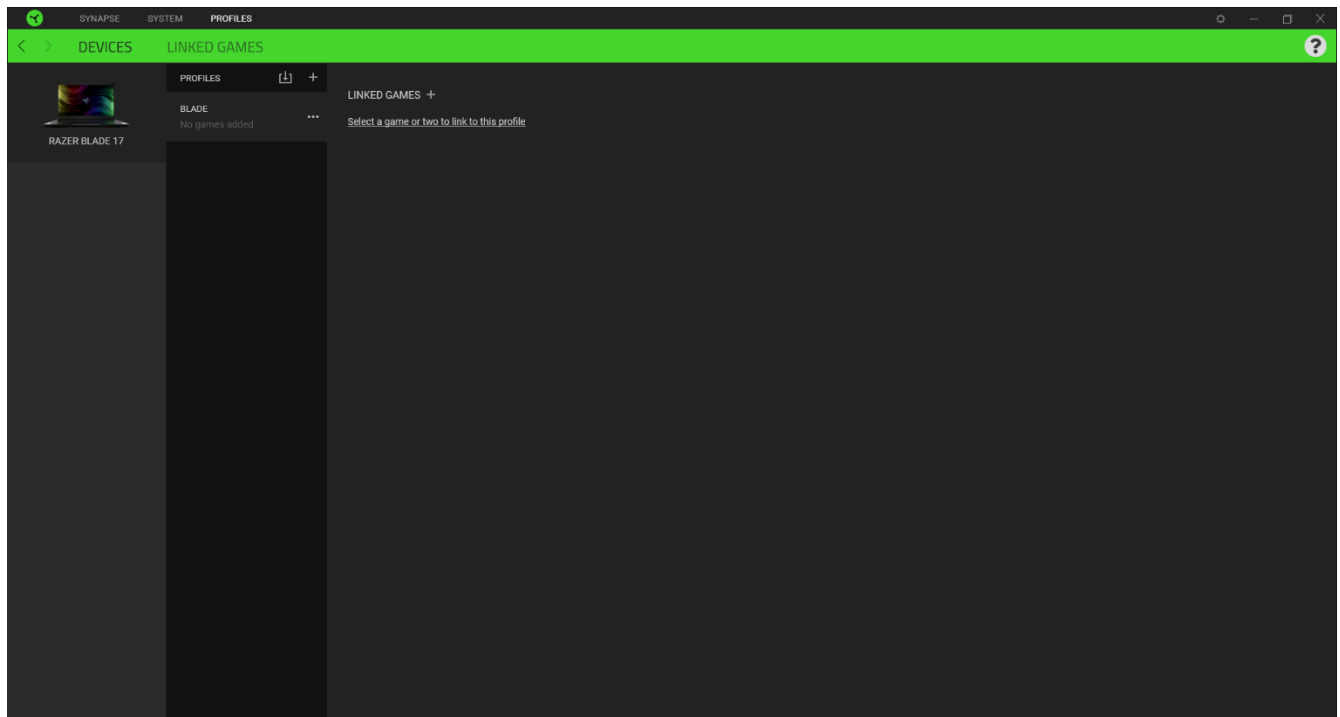 SYNAPSE SYSTEM PROFILES
DEVICES LINKED GAMES
?
RAZER BLADE 17
PROFILES
BLADE
No games added
LINKED GAMES +
Select a game or two to link to this profile